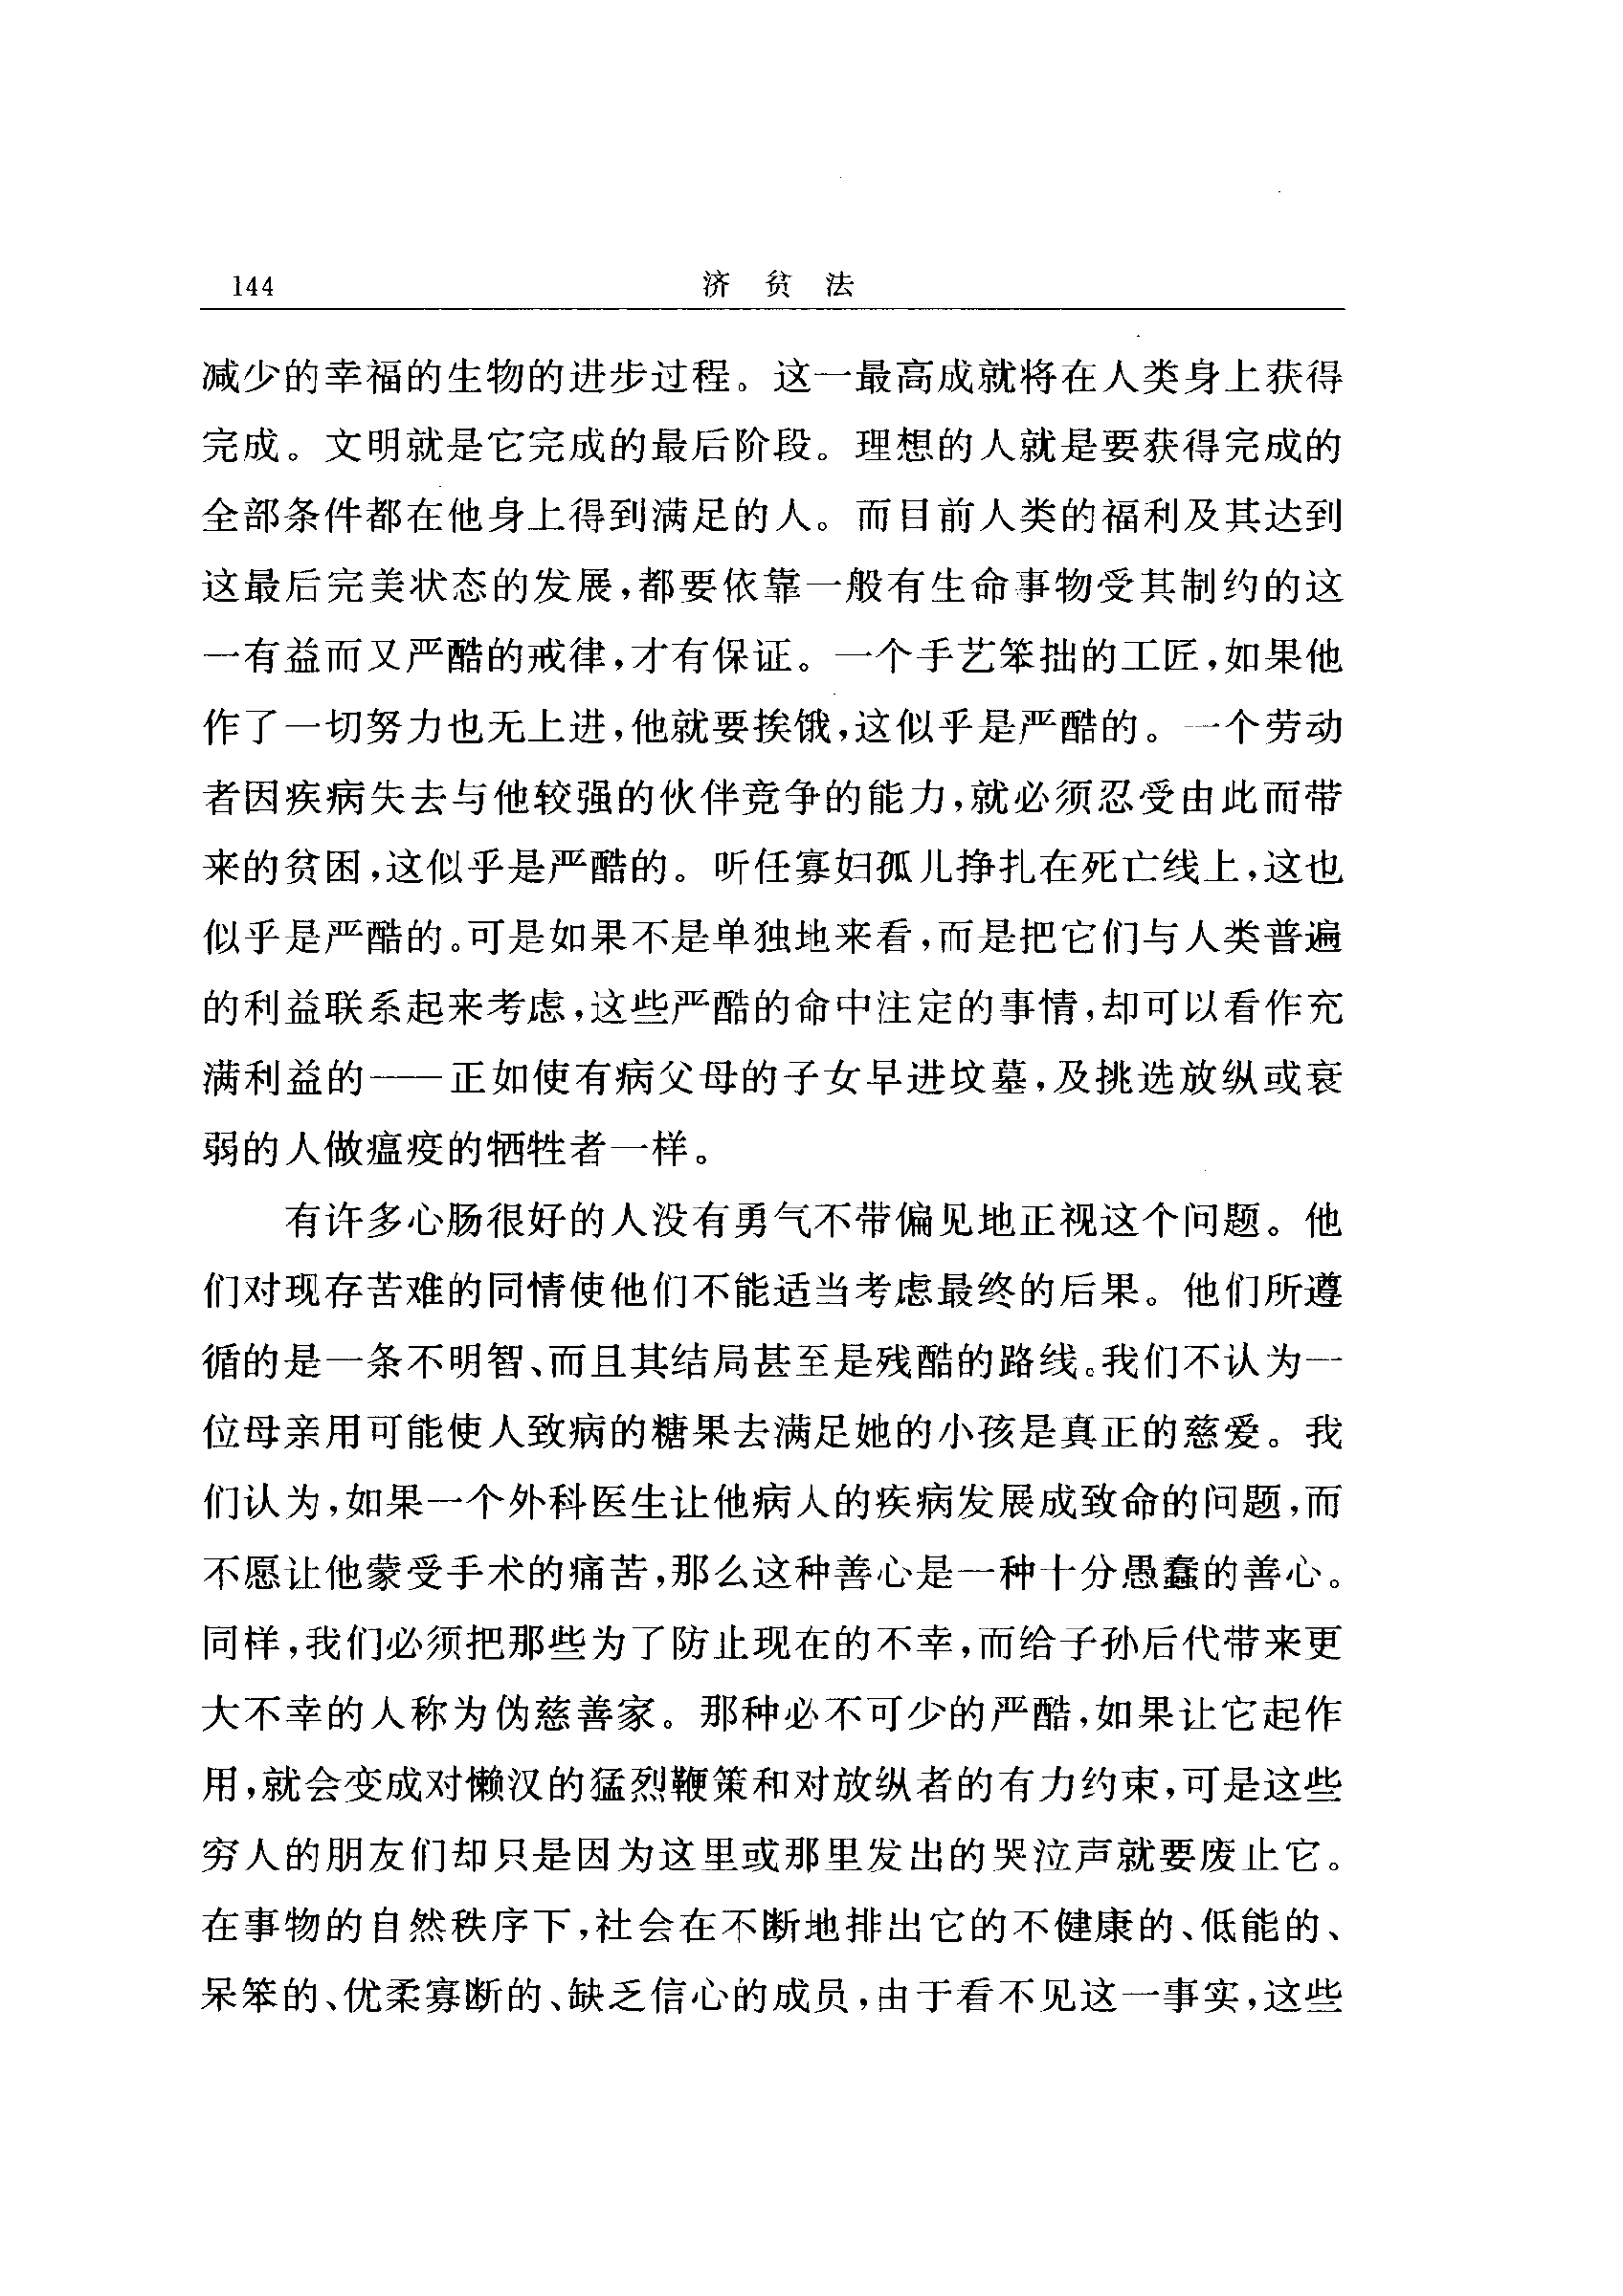 144 济贫法
减少的幸福的生物的进步过程。这一最高成就将在人类身上获得
完成。文明就是它完成的最后阶段。理想的人就是要获得完成的
全部条件都在他身上得到满足的人。而目前人类的福利及其达到
这最后完美状态的发展,都要依靠一般有生命事物受其制约的这
一有益而又严酷的戒律,才有保证。一个手艺笨拙的工匠,如果他
作了一切努力也无上进,他就要挨饿,这似乎是严酷的。一个劳动
者因疾病失去与他较强的伙伴竞争的能力,就必须忍受由此而带
来的贫困,这似乎是严酷的。听任寡妇孤儿挣扎在死亡线上,这也
似乎是严酷的。可是如果不是单独地来看,而是把它们与人类普遍
的利益联系起来考虑,这些严酷的命中注定的事情,却可以看作充
满利益的——正如使有病父母的子女早进坟墓,及挑选放纵或衰
弱的人做瘟疫的牺牲者一样。
有许多心肠很好的人没有勇气不带偏见地正视这个问题。他
们对现存苦难的同情使他们不能适当考虑最终的后果。他们所遵
循的是一条不明智、而且其结局甚至是残酷的路线。我们不认为一
位母亲用可能使人致病的糖果去满足她的小孩是真正的慈爱。我
们认为,如果一个外科医生让他病人的疾病发展成致命的问题,而
不愿让他蒙受手术的痛苦,那么这种善心是一种十分愚蠢的善心。
同样,我们必须把那些为了防止现在的不幸,而给子孙后代带来更
大不幸的人称为伪慈善家。那种必不可少的严酷,如果让它起作
用,就会变成对懒汉的猛烈鞭策和对放纵者的有力约束,可是这些
穷人的朋友们却只是因为这里或那里发出的哭泣声就要废止它。
在事物的自然秩序下,社会在不断地排出它的不健康的、低能的、
呆笨的、优柔寡断的、缺乏信心的成员,由于看不见这一事实,这些